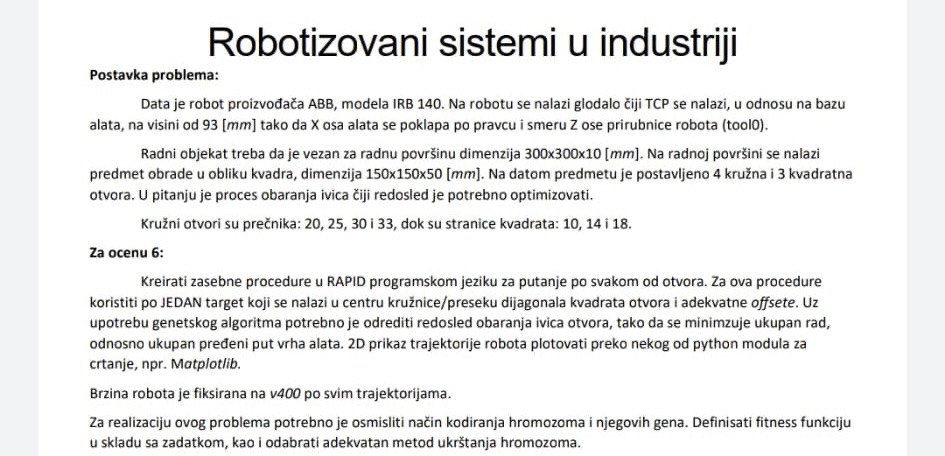 Robotizovani sistemi u industriji
Postavka problema:
Data je robot proizvođača ABB, modela IRB 140. Na robotu se nalazi glodalo čiji TCP se nalazi, u odnosu na bazu
alata, na visini od 93 [mm] tako da X osa alata se poklapa po pravcu i smeru Z ose prirubnice robota (tool0).
Radni objekat treba da je vezan za radnu površinu dimenzija 300x300x10 [mm]. Na radnoj površini se nalazi
predmet obrade u obliku kvadra, dimenzija 150x150x50 [mm]. Na datom predmetu je postavljeno 4 kružna i 3 kvadratna
otvora. U pitanju je proces obaranja ivica čiji redosled je potrebno optimizovati.
Kružni otvori su prečnika: 20, 25, 30 i 33, dok su stranice kvadrata: 10, 14 i 18.
Za ocenu 6:
Kreirati zasebne procedure u RAPID programskom jeziku za putanje po svakom od otvora. Za ova procedure
koristiti po JEDAN target koji se nalazi u centru kružnice/preseku dijagonala kvadrata otvora i adekvatne offsete. Uz
upotrebu genetskog algoritma potrebno je odrediti redosled obaranja ivica otvora, tako da se minimzuje ukupan rad,
odnosno ukupan pređeni put vrha alata. 2D prikaz trajektorije robota plotovati preko nekog od python modula za
crtanje, npr. Matplotlib.
Brzina robota je fiksirana na v400 po svim trajektorijama.
Za realizaciju ovog problema potrebno je osmisliti način kodiranja hromozoma i njegovih gena. Definisati fitness funkciju
u skladu sa zadatkom, kao i odabrati adekvatan metod ukrštanja hromozoma.